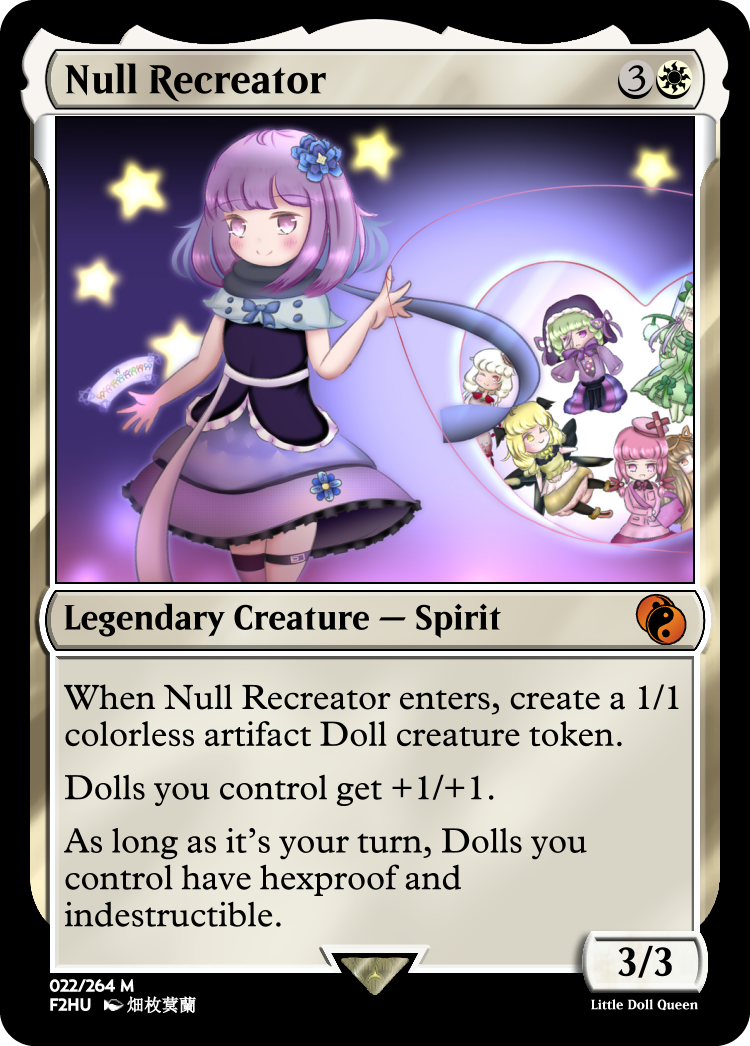 Null Recreator 3
Legendary Creature — Spirit
When Null Recreator enters, create a 1/1
colorless artifact Doll creature token.
Dolls you control get +1/+1.
As long as it's your turn, Dolls you
control have hexproof and
indestructible.
3/3
022/264 M
F2HU 畑枚蓂蘭
Little Doll Queen